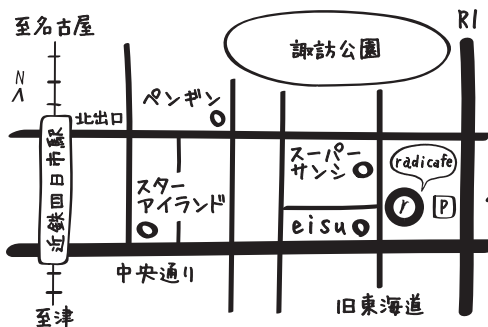 至名古屋
R1
諏訪公園
N
ペンギン
北出口
近鉄四日市駅
スーパー
サンシ
radicafe
スター
アイランド
r
P
eisu
中央通り
旧東海道
至津